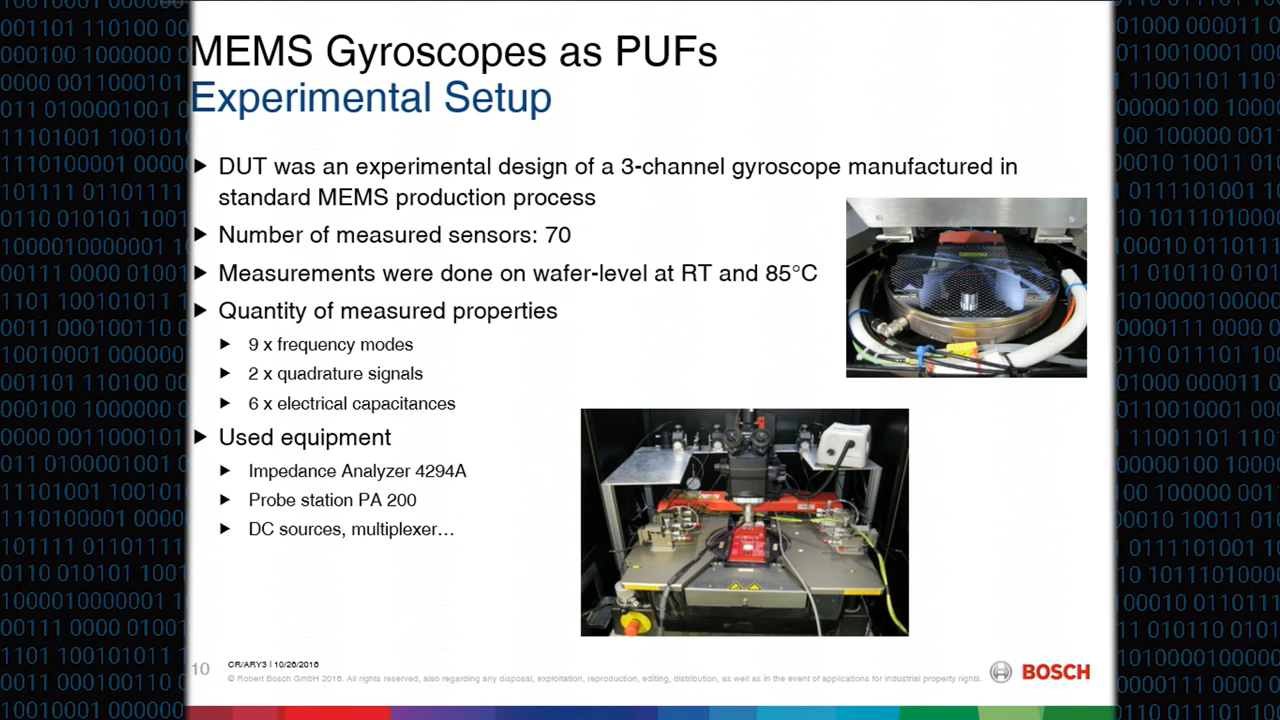 MEMS Gyroscopes as PUFs
Experimental Setup
DUT was an experimental design of a 3-channel gyroscope manufactured in
standard MEMS production process
Number of measured sensors: 70
Measurements were done on wafer-level at RT and 85°C
Quantity of measured properties
9 x frequency modes
2 x quadrature signals
6 x electrical capacitances
Used equipment
Impedance Analyzer 4294A
Probe station PA 200
DC sources, multiplexer…
10
CR/ARY3 | 10/26/2016
© Robert Bosch GmbH 2016. All rights reserved, also regarding any disposal, exploitation, reproduction, editing, distribution, as well as in the event of applications for industrial property rights.
BOSCH